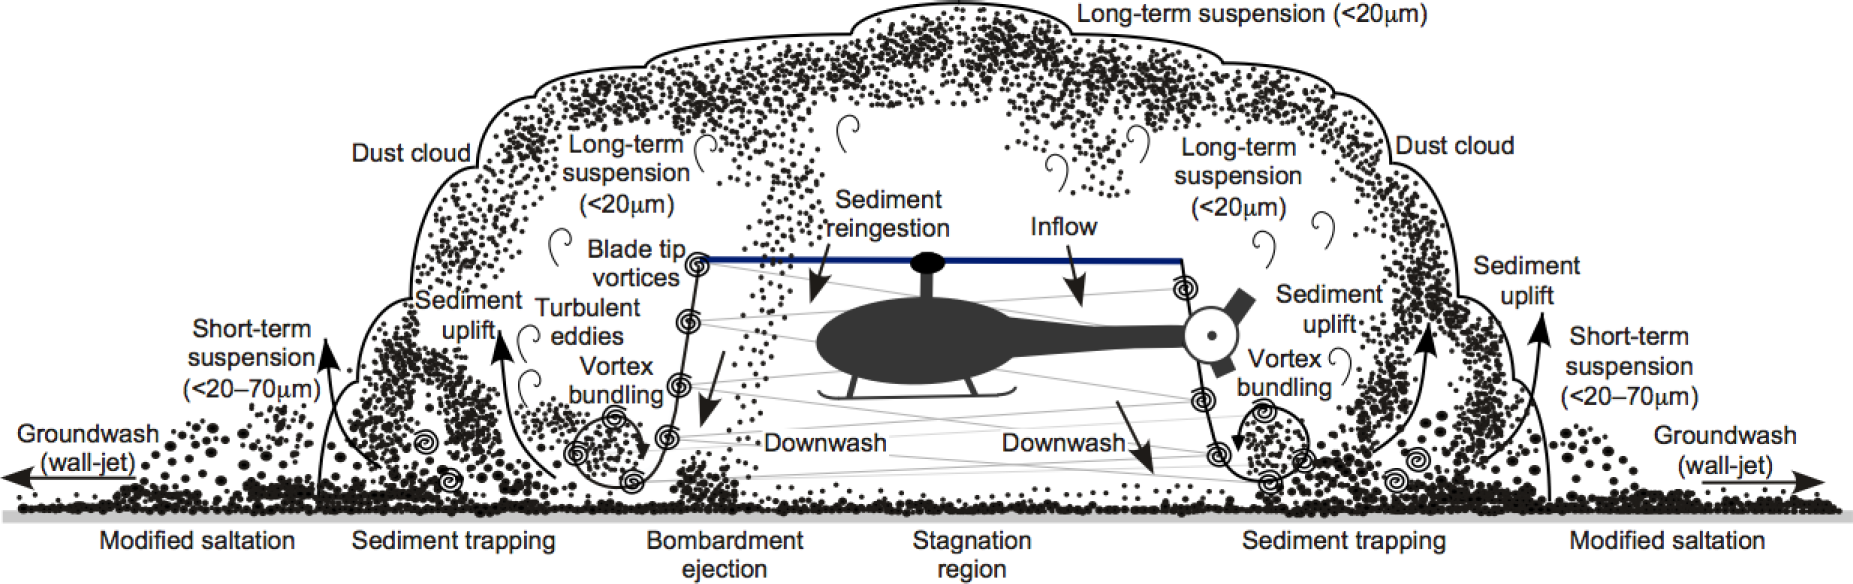 Long-term suspension (<20μm)
Dust cloud
Long-term
suspension
(<20μm)
Long-term
suspension
(<20μm)
Dust cloud
Sediment
reingestion
Inflow
Blade tip
vortices
Sediment
uplift
Turbulent
eddies
Sediment
uplift
Sediment
uplift
Short-term
suspension
(<20–70μm)
Vortex
bundling
Vortex
bundling
Short-term
suspension
(<20–70μm)
Groundwash
(wall-jet)
Downwash
Downwash
Groundwash
(wall-jet)
Modified saltation
Sediment trapping
Bombardment
ejection
Stagnation
region
Sediment trapping
Modified saltation